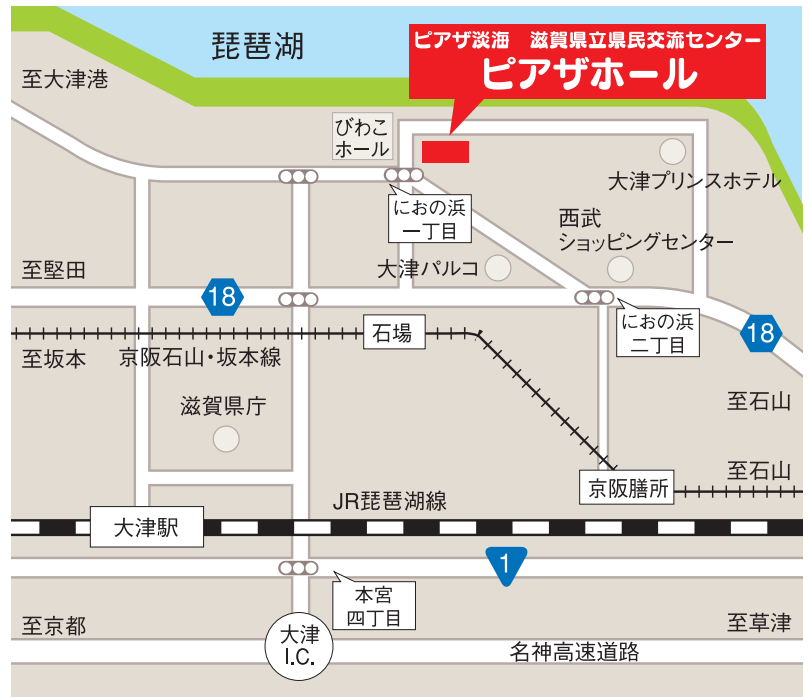 琵琶湖
ピアザ淡海　滋賀県立県民交流センター
ピアザホール
至大津港
びわこ
ホール
大津プリンスホテル
におの浜
一丁目
西武
ショッピングセンター
大津パルコ
至堅田
18
におの浜
二丁目
18
石場
至坂本
京阪石山・坂本線
滋賀県庁
至石山
至石山
京阪膳所
JR琵琶湖線
大津駅
1
本宮
四丁目
至京都
大津
I.C.
至草津
名神高速道路